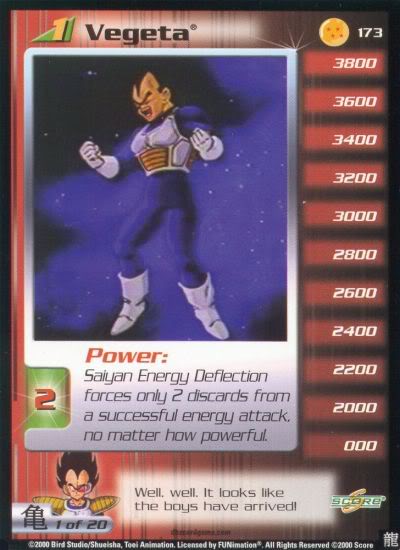 1 Vegeta® 173
3800
3600
3400
3200
3000
2800
2600
2400
2200
2000
000
Power:
Saiyan Energy Deflection
forces only 2 discards from
a successful energy attack,
no matter how powerful.
2
Well, well. It looks like
the boys have arrived!
S
SCORE
亀 1 of 20
龍
©2000 Bird Studio/Shueisha, Toei Animation. Licensed by FUNimation®. All Rights Reserved ©2000 Score